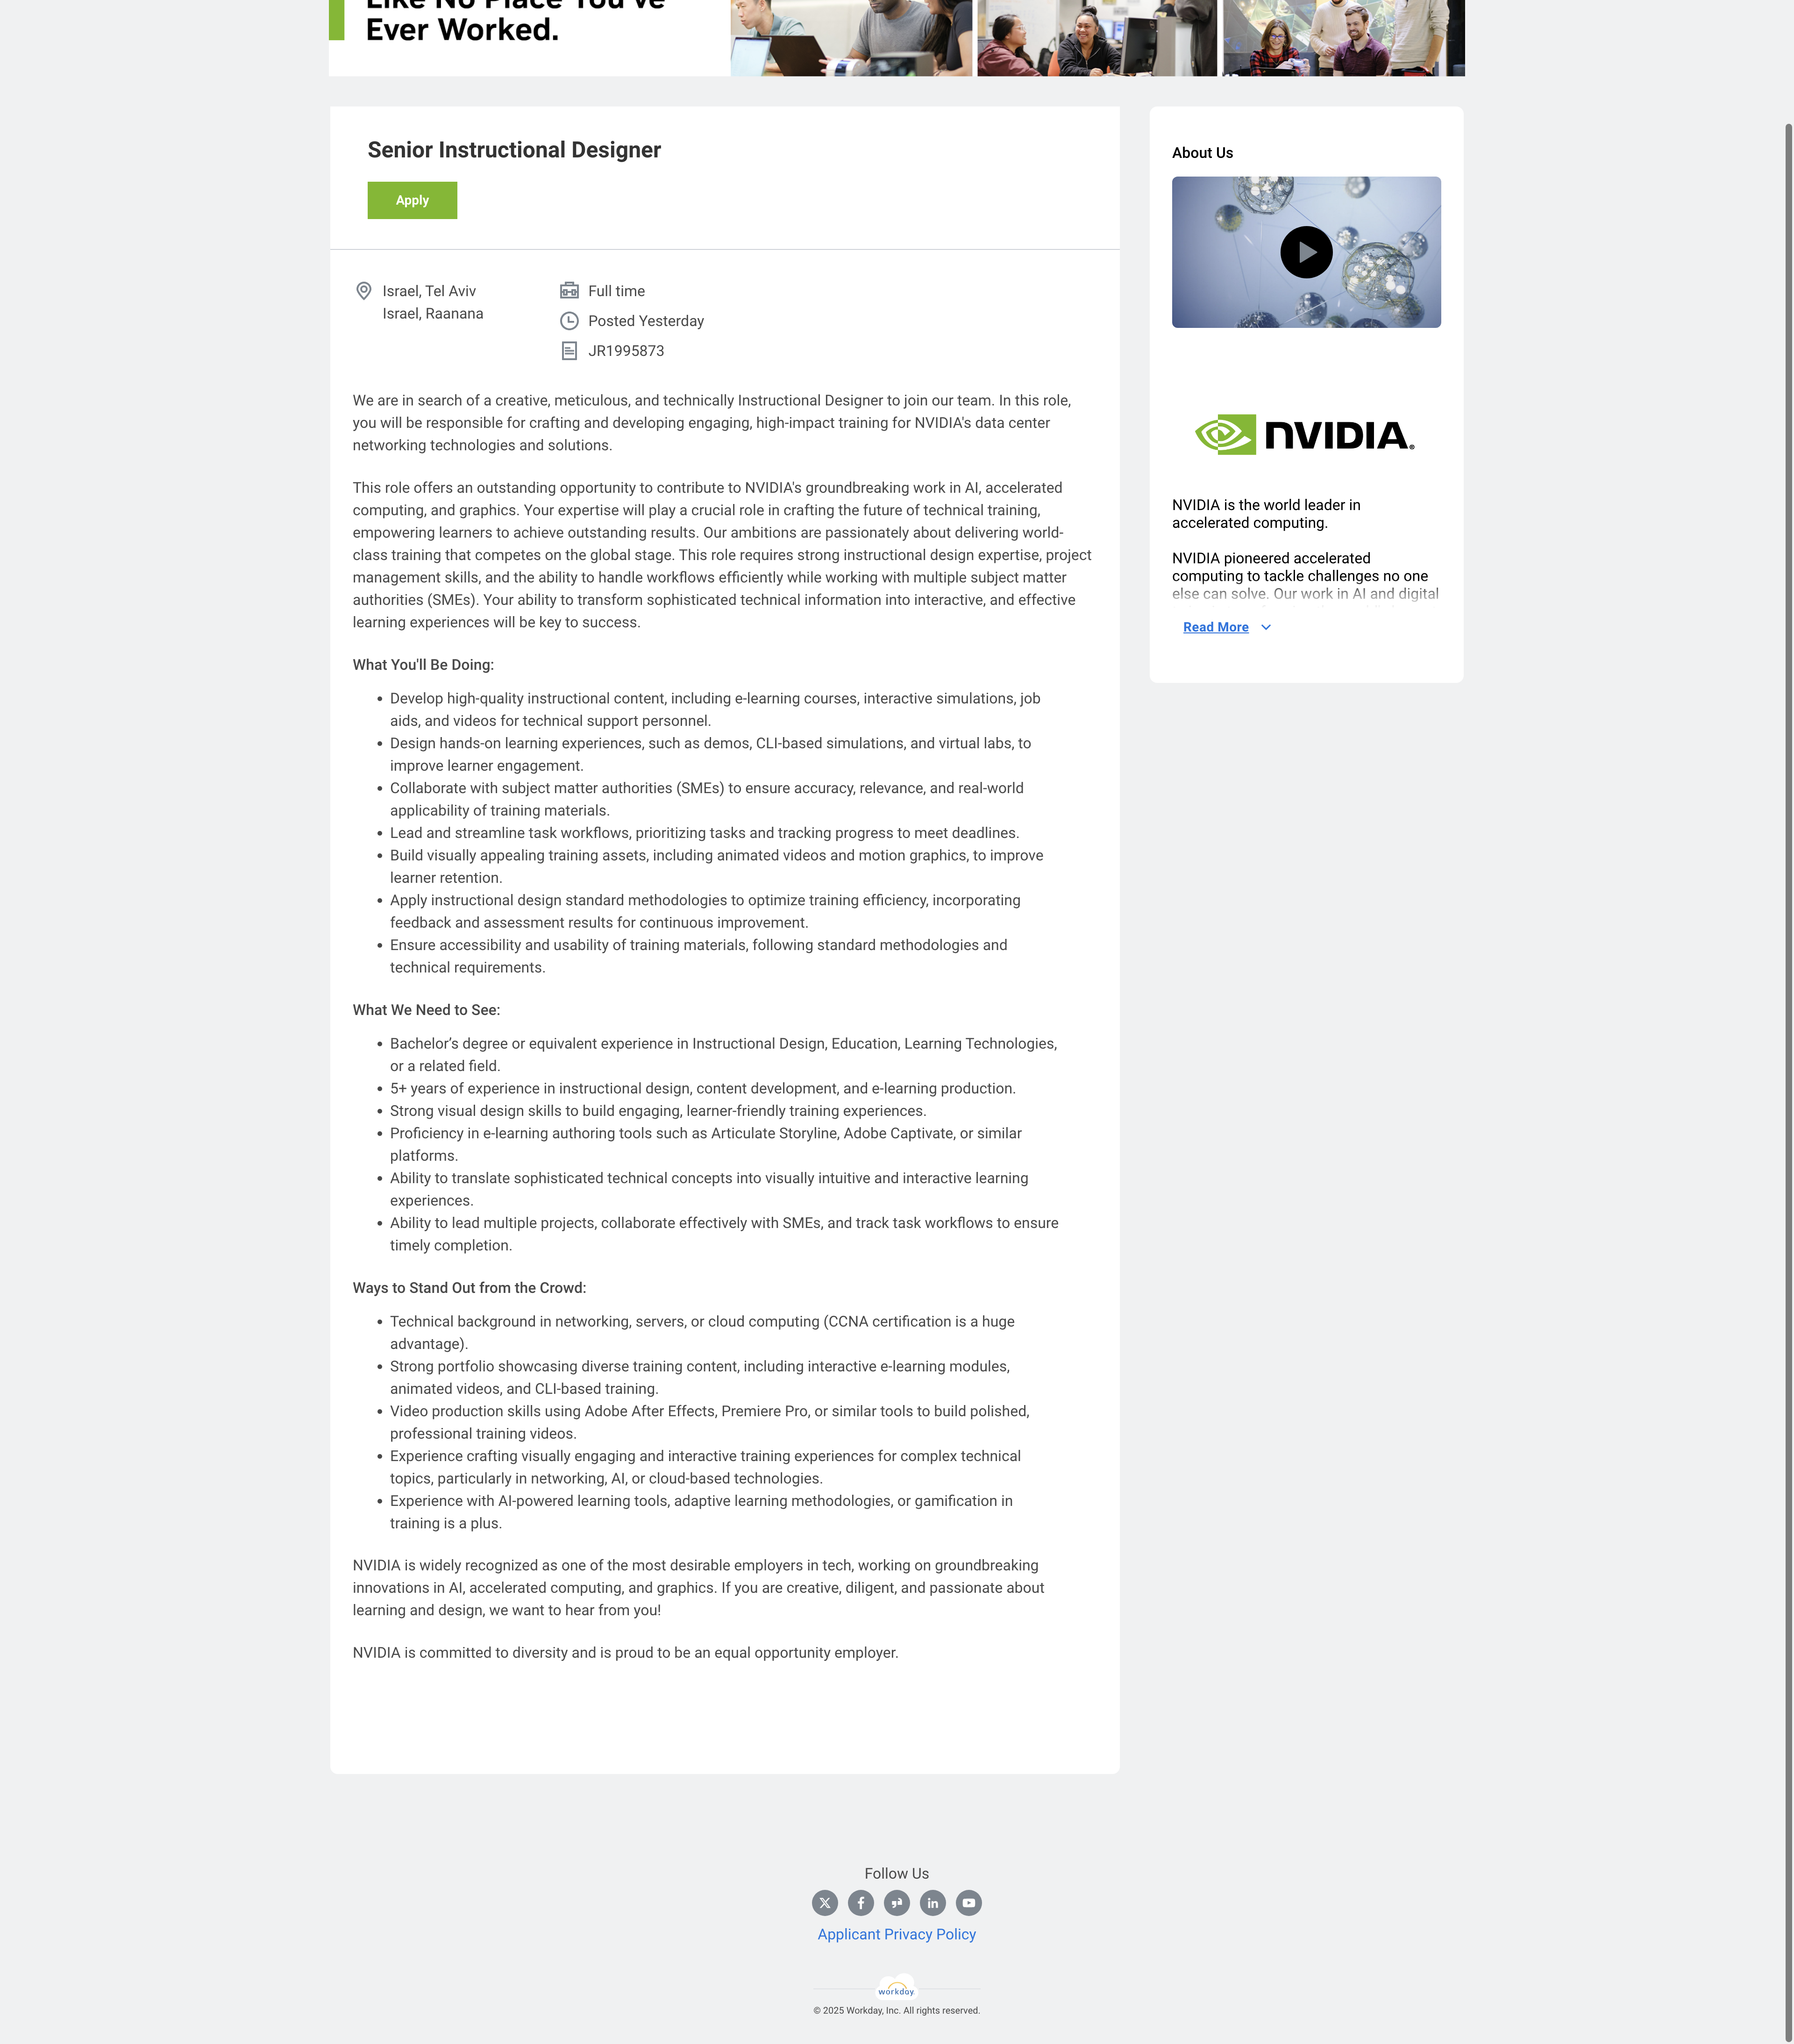 Like No Place You've
Ever Worked.
Senior Instructional Designer
Apply
Israel, Tel Aviv
Israel, Raanana
Full time
Posted Yesterday
JR1995873
We are in search of a creative, meticulous, and technically Instructional Designer to join our team. In this role,
you will be responsible for crafting and developing engaging, high-impact training for NVIDIA's data center
networking technologies and solutions.
This role offers an outstanding opportunity to contribute to NVIDIA's groundbreaking work in AI, accelerated
computing, and graphics. Your expertise will play a crucial role in crafting the future of technical training,
empowering learners to achieve outstanding results. Our ambitions are passionately about delivering world-
class training that competes on the global stage. This role requires strong instructional design expertise, project
management skills, and the ability to handle workflows efficiently while working with multiple subject matter
authorities (SMEs). Your ability to transform sophisticated technical information into interactive, and effective
learning experiences will be key to success.
What You'll Be Doing:
• Develop high-quality instructional content, including e-learning courses, interactive simulations, job
aids, and videos for technical support personnel.
• Design hands-on learning experiences, such as demos, CLI-based simulations, and virtual labs, to
improve learner engagement.
• Collaborate with subject matter authorities (SMEs) to ensure accuracy, relevance, and real-world
applicability of training materials.
• Lead and streamline task workflows, prioritizing tasks and tracking progress to meet deadlines.
• Build visually appealing training assets, including animated videos and motion graphics, to improve
learner retention.
• Apply instructional design standard methodologies to optimize training efficiency, incorporating
feedback and assessment results for continuous improvement.
• Ensure accessibility and usability of training materials, following standard methodologies and
technical requirements.
What We Need to See:
• Bachelor’s degree or equivalent experience in Instructional Design, Education, Learning Technologies,
or a related field.
• 5+ years of experience in instructional design, content development, and e-learning production.
• Strong visual design skills to build engaging, learner-friendly training experiences.
• Proficiency in e-learning authoring tools such as Articulate Storyline, Adobe Captivate, or similar
platforms.
• Ability to translate sophisticated technical concepts into visually intuitive and interactive learning
experiences.
• Ability to lead multiple projects, collaborate effectively with SMEs, and track task workflows to ensure
timely completion.
Ways to Stand Out from the Crowd:
• Technical background in networking, servers, or cloud computing (CCNA certification is a huge
advantage).
• Strong portfolio showcasing diverse training content, including interactive e-learning modules,
animated videos, and CLI-based training.
• Video production skills using Adobe After Effects, Premiere Pro, or similar tools to build polished,
professional training videos.
• Experience crafting visually engaging and interactive training experiences for complex technical
topics, particularly in networking, AI, or cloud-based technologies.
• Experience with AI-powered learning tools, adaptive learning methodologies, or gamification in
training is a plus.
NVIDIA is widely recognized as one of the most desirable employers in tech, working on groundbreaking
innovations in AI, accelerated computing, and graphics. If you are creative, diligent, and passionate about
learning and design, we want to hear from you!
NVIDIA is committed to diversity and is proud to be an equal opportunity employer.
About Us
NVIDIA.
NVIDIA is the world leader in
accelerated computing.
NVIDIA pioneered accelerated
computing to tackle challenges no one
else can solve. Our work in AI and digital
Read More
Follow Us
Applicant Privacy Policy
workday.
© 2025 Workday, Inc. All rights reserved.